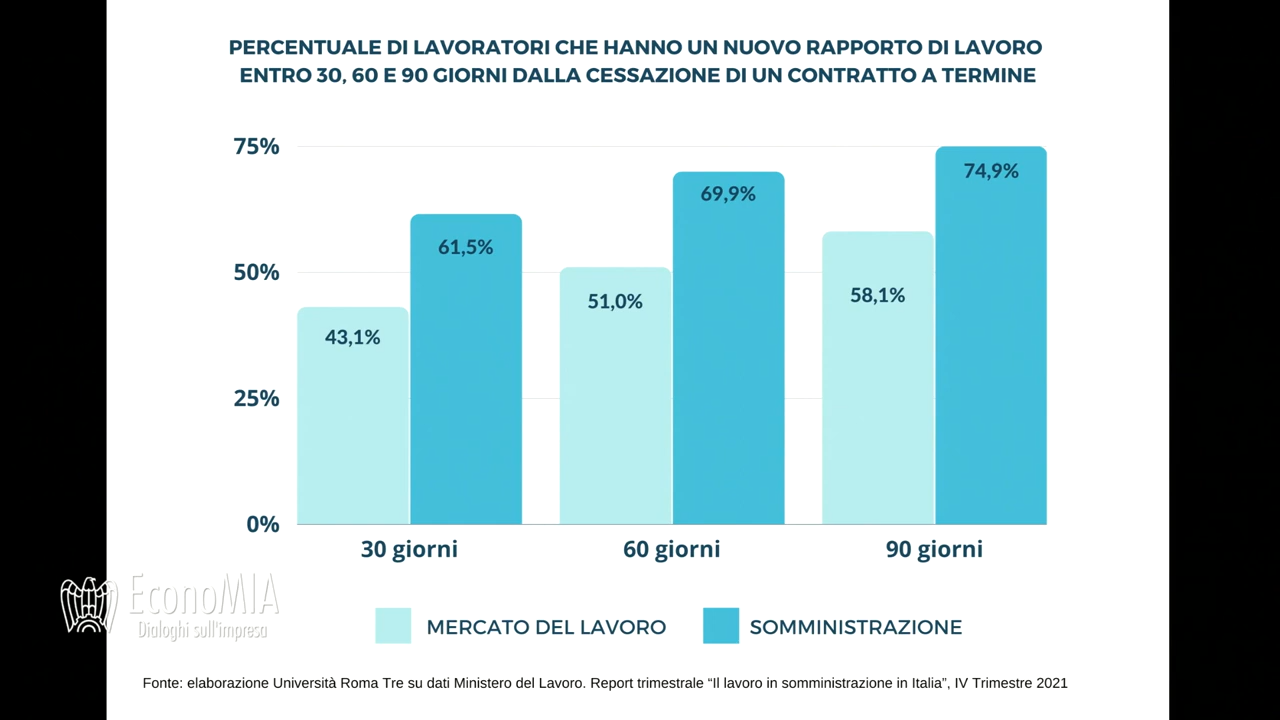 PERCENTUALE DI LAVORATORI CHE HANNO UN NUOVO RAPPORTO DI LAVORO
ENTRO 30, 60 E 90 GIORNI DALLA CESSAZIONE DI UN CONTRATTO A TERMINE
75%
74,9%
69,9%
61,5%
50%
58,1%
51,0%
43,1%
25%
0%
30 giorni
60 giorni
90 giorni
EconoMIA
Dialoghi sull'impresa
MERCATO DEL LAVORO
SOMMINISTRAZIONE
Fonte: elaborazione Università Roma Tre su dati Ministero del Lavoro. Report trimestrale “Il lavoro in somministrazione in Italia”, IV Trimestre 2021